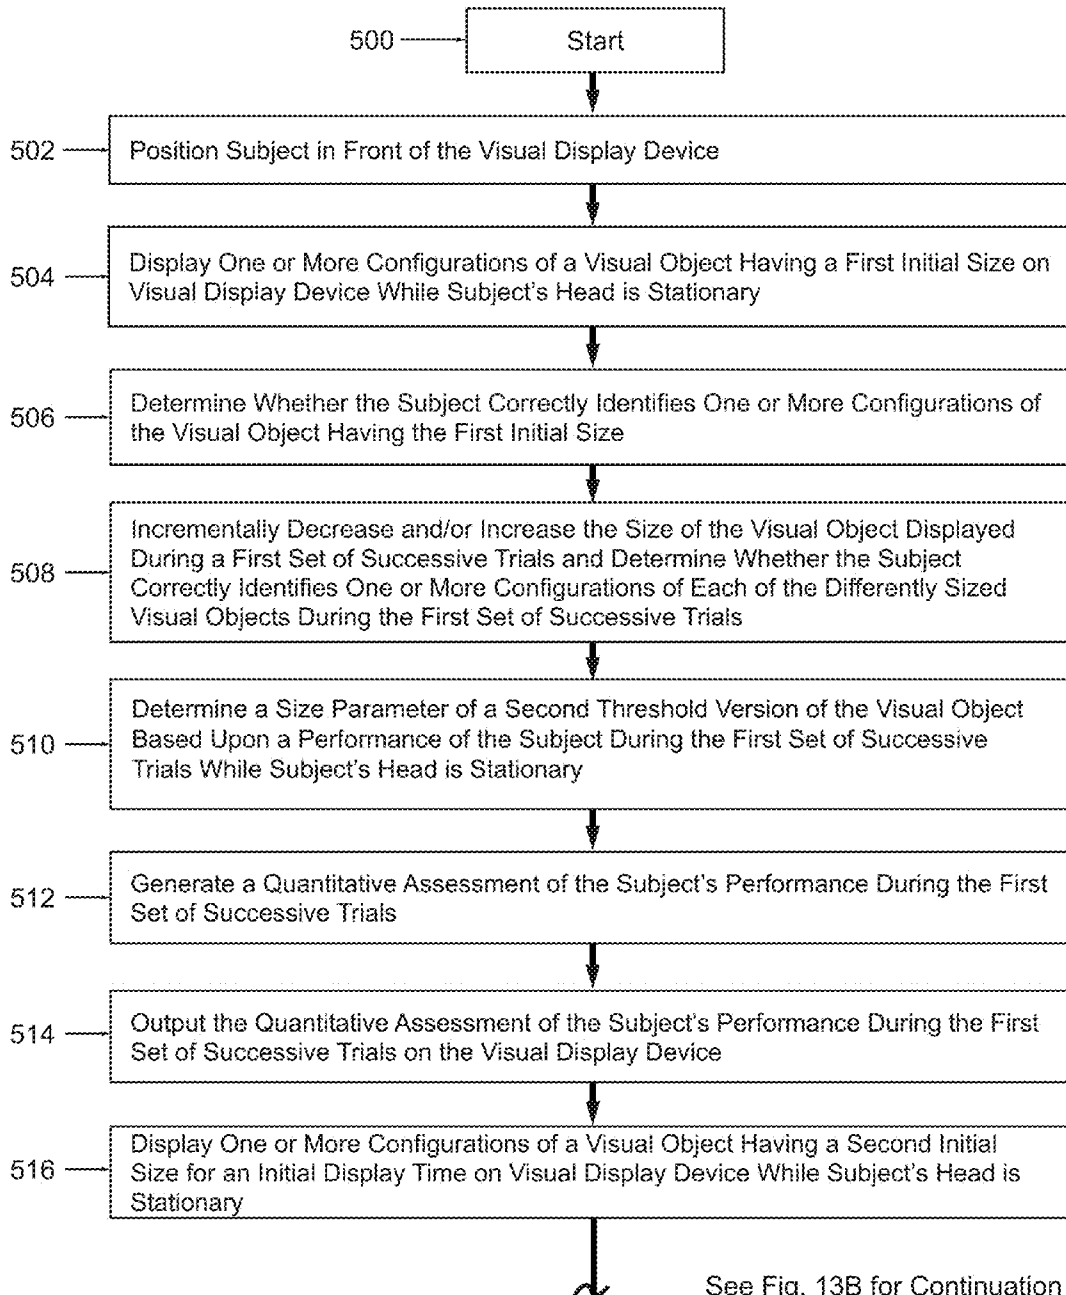 500
Start
502
Position Subject in Front of the Visual Display Device
504
Display One or More Configurations of a Visual Object Having a First Initial Size on
Visual Display Device While Subject's Head is Stationary
506
Determine Whether the Subject Correctly Identifies One or More Configurations of
the Visual Object Having the First Initial Size
508
Incrementally Decrease and/or Increase the Size of the Visual Object Displayed
During a First Set of Successive Trials and Determine Whether the Subject
Correctly Identifies One or More Configurations of Each of the Differently Sized
Visual Objects During the First Set of Successive Trials
510
Determine a Size Parameter of a Second Threshold Version of the Visual Object
Based Upon a Performance of the Subject During the First Set of Successive
Trials While Subject's Head is Stationary
512
Generate a Quantitative Assessment of the Subject's Performance During the First
Set of Successive Trials
514
Output the Quantitative Assessment of the Subject's Performance During the First
Set of Successive Trials on the Visual Display Device
516
Display One or More Configurations of a Visual Object Having a Second Initial
Size for an Initial Display Time on Visual Display Device While Subject's Head is
Stationary
See Fig. 13B for Continuation